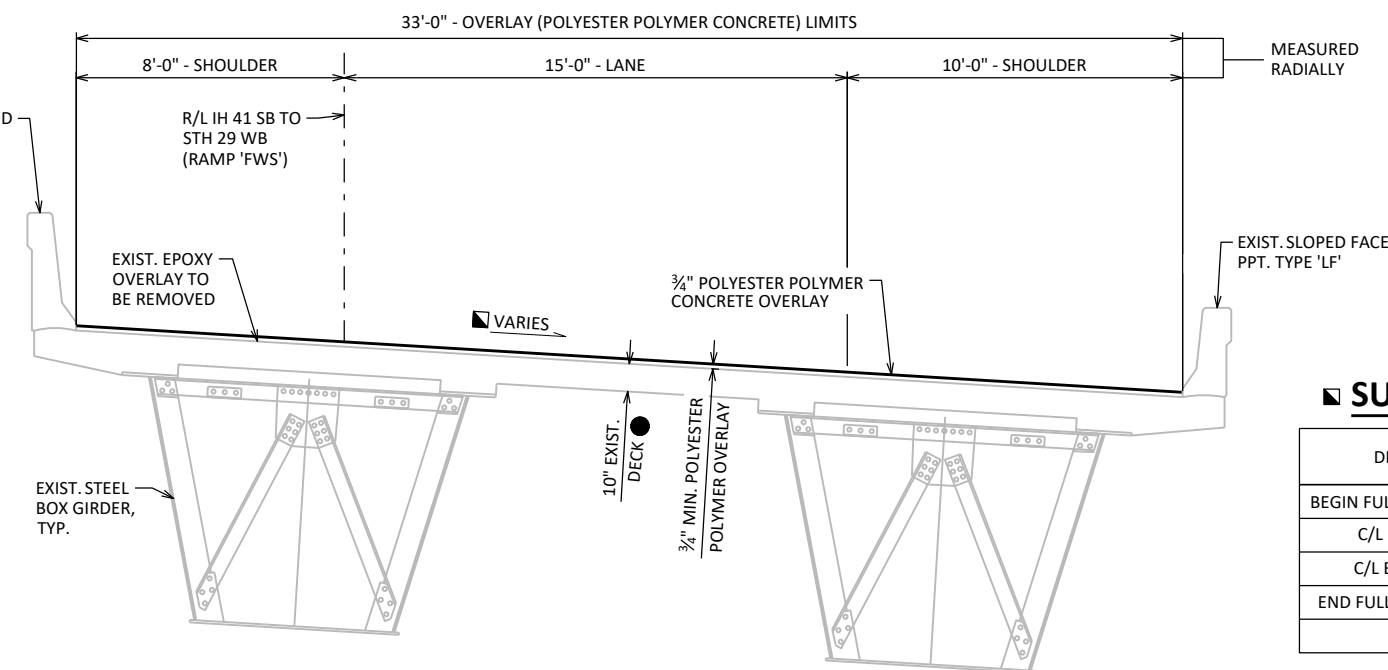 33'-0" - OVERLAY (POLYESTER POLYMER CONCRETE) LIMITS
8'-0" - SHOULDER
15'-0" - LANE
10'-0" - SHOULDER
MEASURED
RADIALLY
D
R/L IH 41 SB TO
STH 29 WB
(RAMP 'FWS')
EXIST. EPOXY
OVERLAY TO
BE REMOVED
VARIES
¾" POLYESTER POLYMER
CONCRETE OVERLAY
EXIST. SLOPED FACE
PPT. TYPE 'LF'
10" EXIST.
DECK
¾" MIN. POLYESTER
POLYMER OVERLAY
EXIST. STEEL
BOX GIRDER,
TYP.
SU
BEGIN FUL
C/L
C/L
END FULL